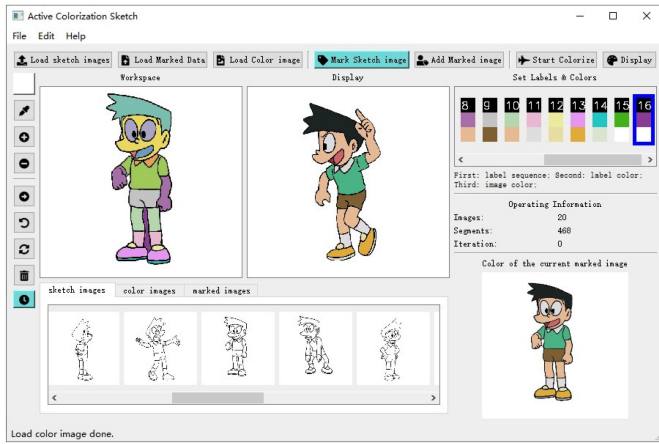 Active Colorization Sketch
File Edit Help
Load sketch images Load Marked Data Load Color image Mark Sketch image Add Marked image Start Colorize Display
Workspace Display Set Labels & Colors
8 9 10 11 12 13 14 15 16
First: label sequence; Second: label color;
Third: image color;
Operating Information
Images: 20
Segments: 468
Iteration: 0
Color of the current marked image
sketch images color images marked images
Load color image done.